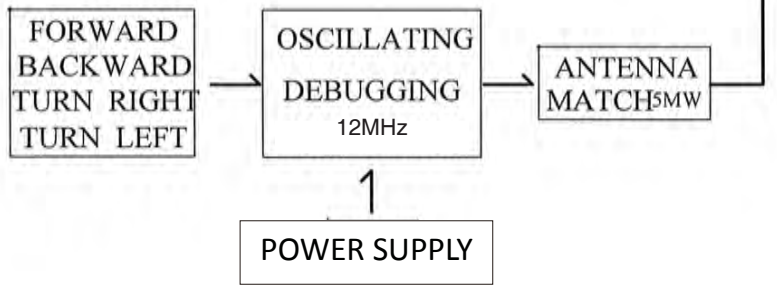 FORWARD
BACKWARD
TURN RIGHT
TURN LEFT
OSCILLATING
DEBUGGING
12MHz
ANTENNA
MATCH5MW
POWER SUPPLY